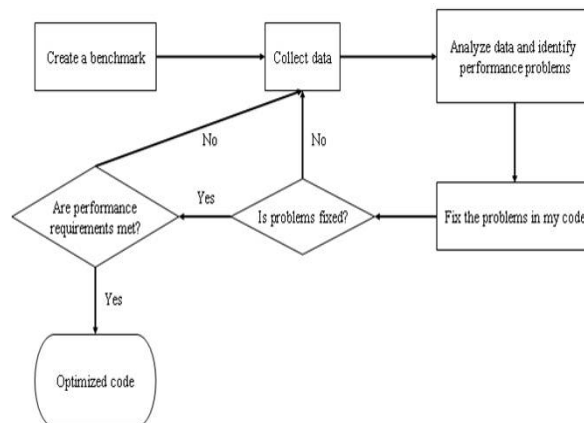 Create a benchmark
Collect data
Analyze data and identify
performance problems
No
No
Are performance
requirements met?
Yes
Is problems fixed?
Fix the problems in my code
Yes
Optimized code